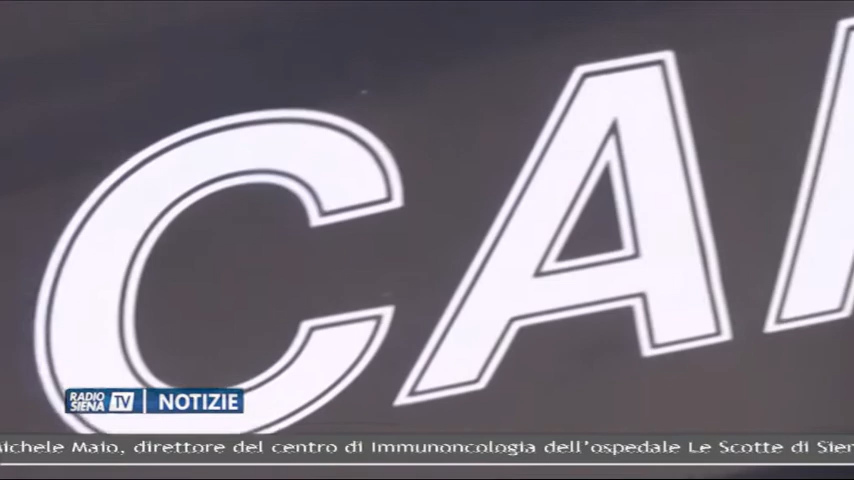 CA
RADIO
SIENA TV NOTIZIE
Michele Maio, direttore del centro di Immunoncologia dell'ospedale Le Scotte di Sien